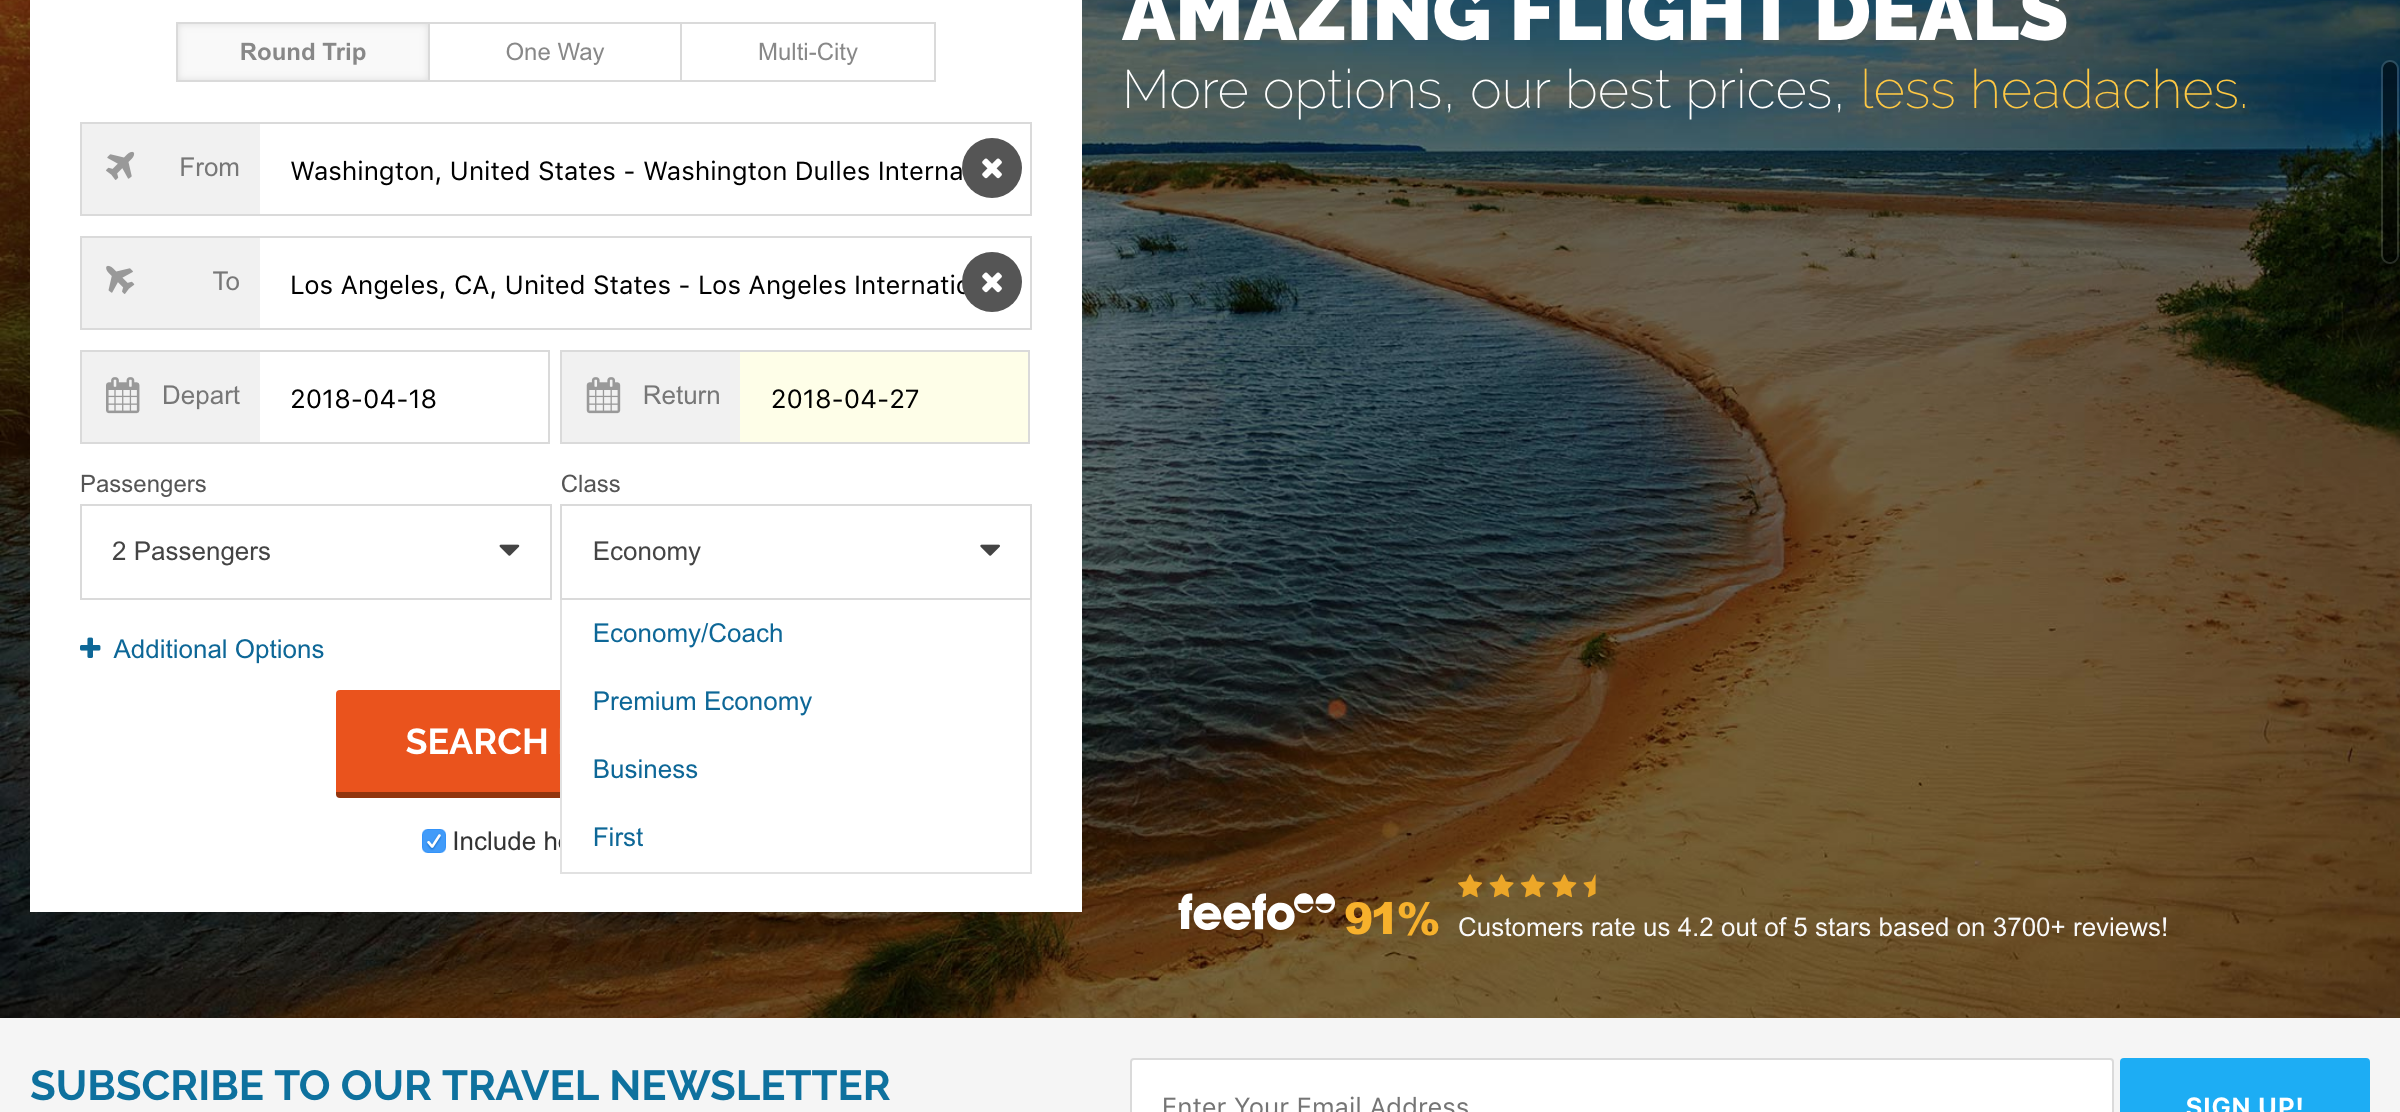 Round Trip
One Way
Multi-City
From
Washington, United States - Washington Dulles Interna
To
Los Angeles, CA, United States - Los Angeles Internatio
Depart
2018-04-18
Return
2018-04-27
Passengers
Class
2 Passengers
Economy
Economy/Coach
Premium Economy
Business
First
Additional Options
SEARCH
Include h
AMAZING FLIGHT DEALS
More options, our best prices, less headaches.
feefo
91%
Customers rate us 4.2 out of 5 stars based on 3700+ reviews!
SUBSCRIBE TO OUR TRAVEL NEWSLETTER
Enter Your Email Address
SIGN UP!